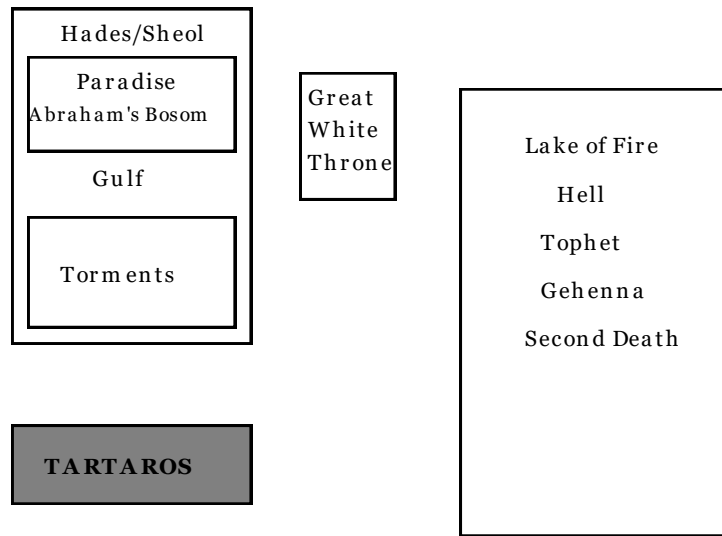 Hades/Sheol
Paradise
Abraham's Bosom
Gulf
Torments
TARTAROS
Great
White
Throne
Lake of Fire
Hell
Tophet
Gehenna
Second Death